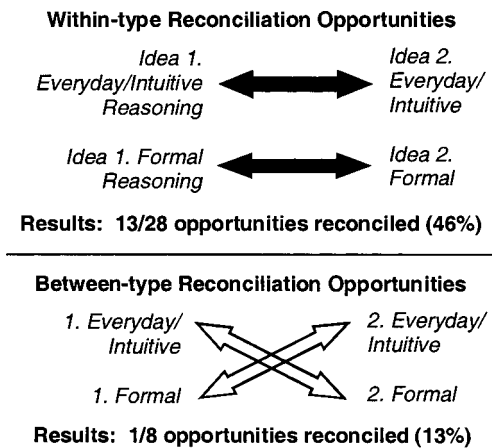 Within-type Reconciliation Opportunities
Idea 1.
Everyday/Intuitive
Reasoning
Idea 2.
Everyday/
Intuitive
Idea 1. Formal
Reasoning
Idea 2.
Formal
Results: 13/28 opportunities reconciled (46%)
Between-type Reconciliation Opportunities
1. Everyday/
Intuitive
2. Everyday/
Intuitive
1. Formal
2. Formal
Results: 1/8 opportunities reconciled (13%)